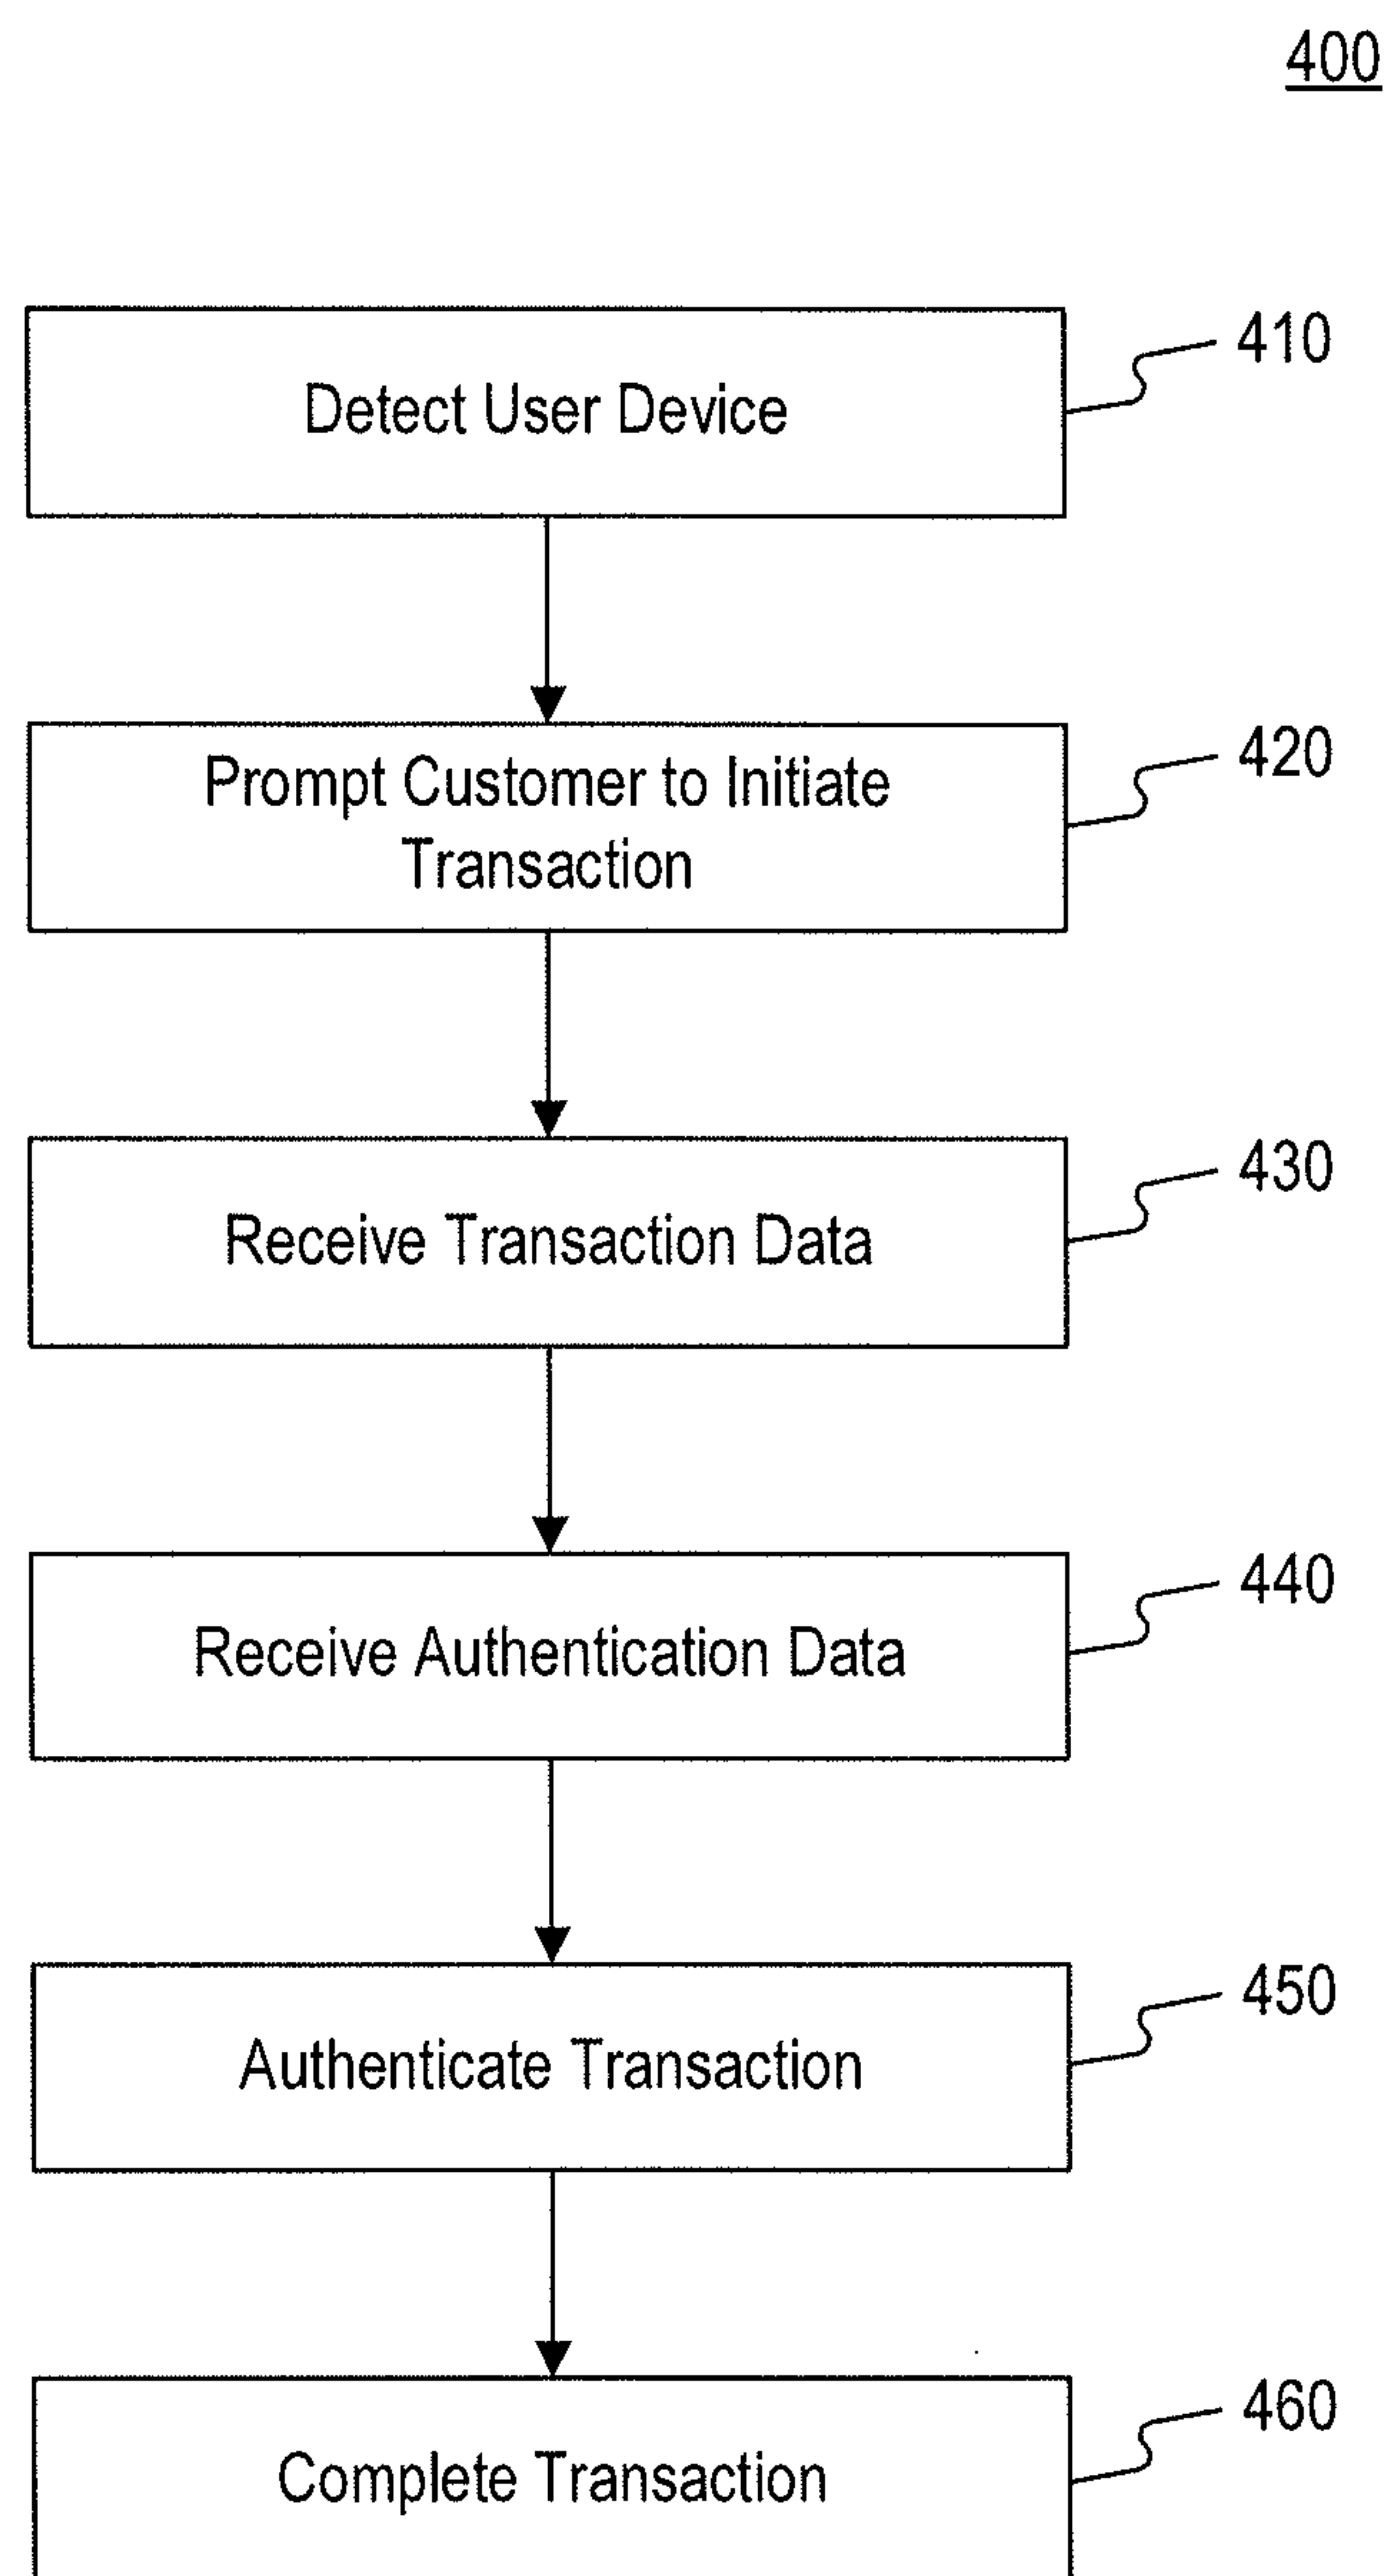 400
Detect User Device
410
Prompt Customer to Initiate
Transaction
420
Receive Transaction Data
430
Receive Authentication Data
440
Authenticate Transaction
450
Complete Transaction
460